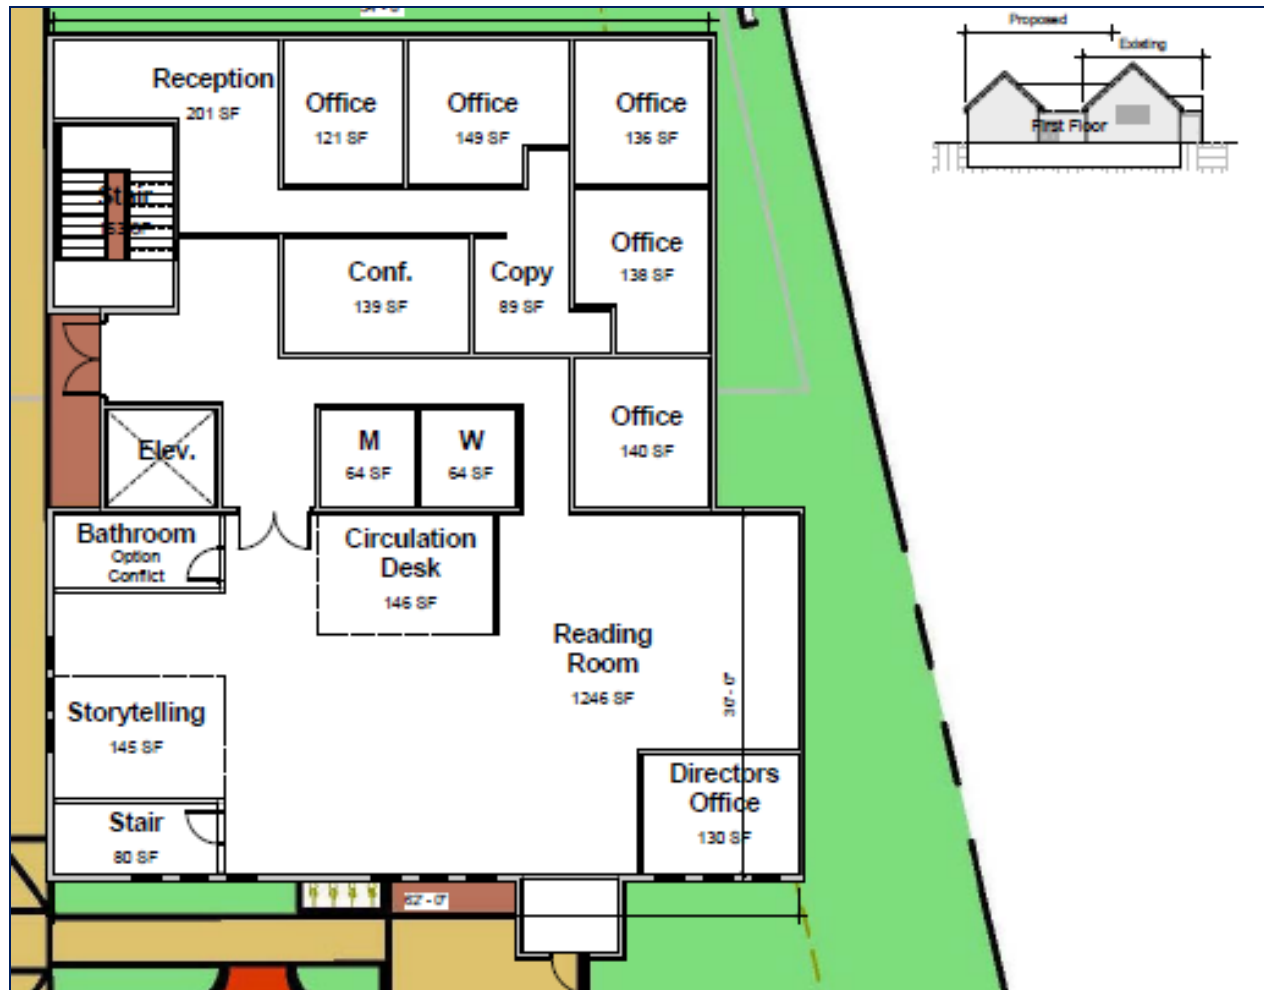 Proposed
Existing
First Floor
Reception
201 SF
Office
121 SF
Office
149 SF
Office
136 SF
Stair
Office
138 SF
Conf.
139 SF
Copy
89 SF
Office
140 SF
Elev.
M
64 SF
W
64 SF
Bathroom
Option
Conflict
Circulation
Desk
146 SF
Reading
Room
1246 SF
30' - 0"
Storytelling
145 SF
Directors
Office
130 SF
Stair
80 SF
62' - 0"